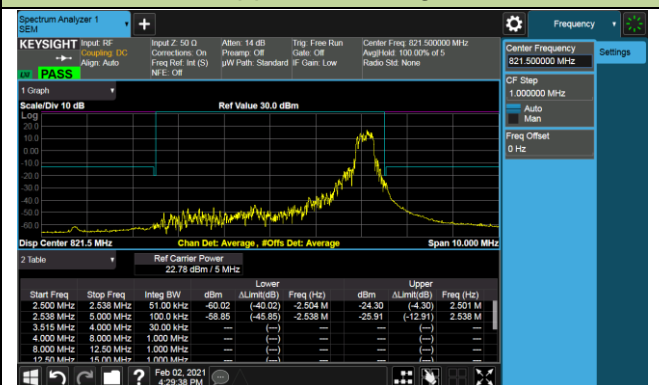 Spectrum Analyzer 1
SEM
+
Frequency
KEYSIGHT
Input: RF
Coupling: DC
Align: Auto
Input Z: 50 Ω
Corrections: On
Freq Ref: Int (S)
NFE: Off
Atten: 14 dB
Preamp: Off
µW Path: Standard
Trig: Free Run
Gate: Off
IF Gain: Low
Center Freq: 821.500000 MHz
Avg|Hold: 100.00% of 5
Radio Std: None
PASS
Center Frequency
821.500000 MHz
Settings
CF Step
1.000000 MHz
Auto
Man
Freq Offset
0 Hz
1 Graph
Scale/Div 10 dB
Ref Value 30.0 dBm
Log
20.0
10.0
0.00
-10.0
-20.0
-30.0
-40.0
-50.0
-60.0
Disp Center 821.5 MHz
Chan Det: Average , #Offs Det: Average
Span 10.000 MHz
2 Table
Ref Carrier Power
22.78 dBm / 5 MHz
Lower Upper
Start Freq Stop Freq Integ BW dBm ΔLimit(dB) Freq (Hz) dBm ΔLimit(dB) Freq (Hz)
2.500 MHz 2.538 MHz 51.00 kHz -60.02 (-40.02) -2.504 M -24.30 (-4.30) 2.501 M
2.538 MHz 5.000 MHz 100.0 kHz -58.85 (-45.85) -2.538 M -25.91 (-12.91) 2.538 M
3.515 MHz 4.000 MHz 30.00 kHz --- (---) --- --- (---) ---
4.000 MHz 8.000 MHz 1.000 MHz --- (---) --- --- (---) ---
8.000 MHz 12.50 MHz 1.000 MHz --- (---) --- --- (---) ---
12.50 MHz 15.00 MHz 1.000 MHz --- (---) --- --- (---) ---
?
Feb 02, 2021
4:29:38 PM